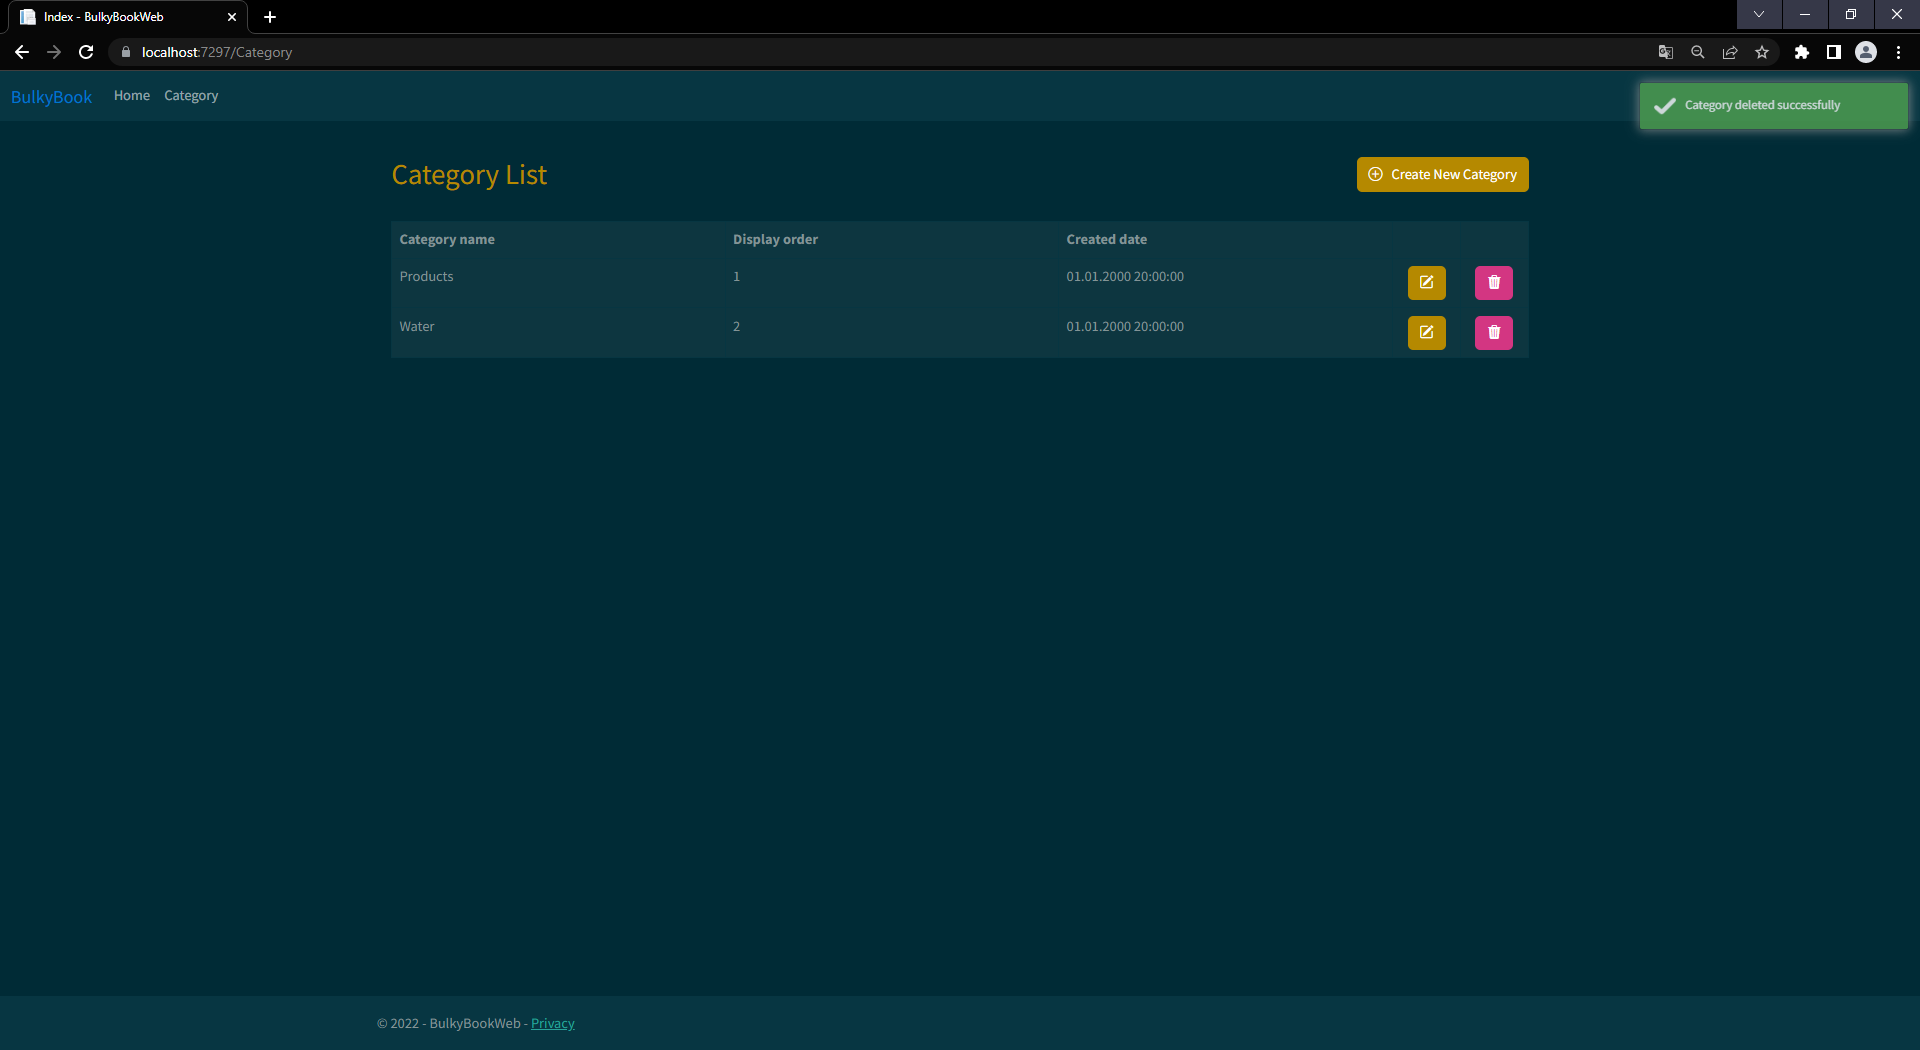 Index - BulkyBookWeb
localhost:7297/Category
BulkyBook Home Category
Category deleted successfully
Category List
Create New Category
Category name Display order Created date
Products 1 01.01.2000 20:00:00
Water 2 01.01.2000 20:00:00
© 2022 - BulkyBookWeb - Privacy